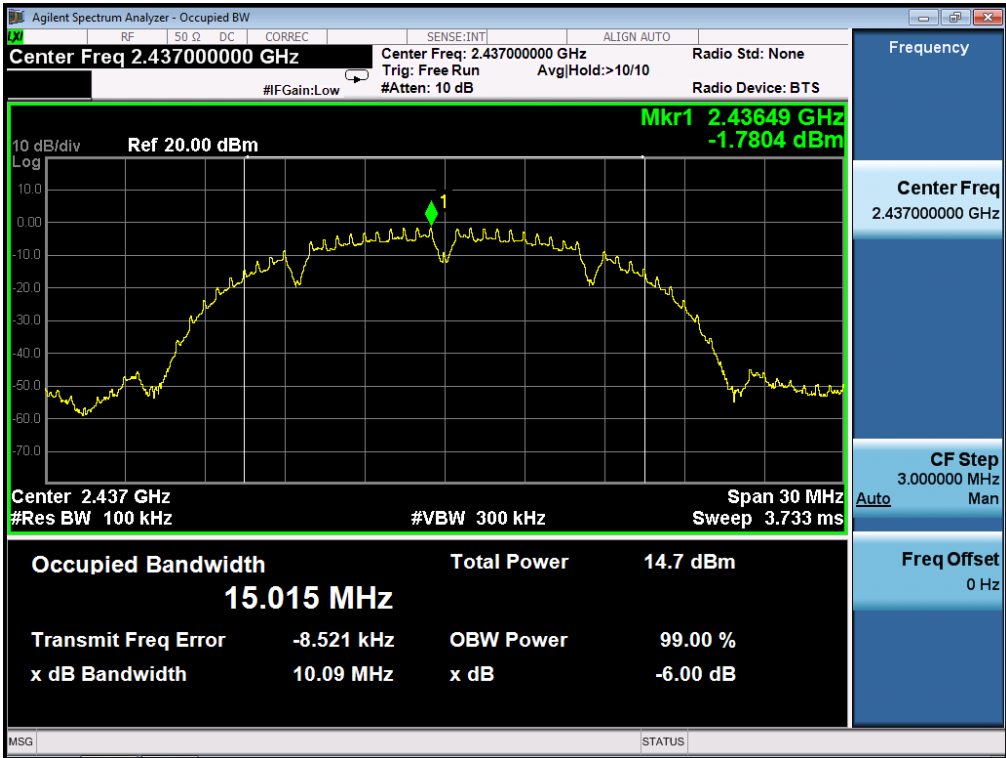 Agilent Spectrum Analyzer - Occupied BW
LXI
RF 50 Ω DC CORREC SENSE:INT ALIGN AUTO
Center Freq 2.437000000 GHz
#IFGain:Low
Center Freq: 2.437000000 GHz
Trig: Free Run Avg|Hold:>10/10
#Atten: 10 dB
Radio Std: None
Radio Device: BTS
Mkr1 2.43649 GHz
-1.7804 dBm
10 dB/div Ref 20.00 dBm
Log
10.0
0.00
-10.0
-20.0
-30.0
-40.0
-50.0
-60.0
-70.0
1
Center 2.437 GHz Span 30 MHz
#Res BW 100 kHz #VBW 300 kHz Sweep 3.733 ms
Occupied Bandwidth Total Power 14.7 dBm
15.015 MHz
Transmit Freq Error -8.521 kHz OBW Power 99.00 %
x dB Bandwidth 10.09 MHz x dB -6.00 dB
MSG STATUS
Frequency
Center Freq
2.437000000 GHz
CF Step
3.000000 MHz
Auto Man
Freq Offset
0 Hz